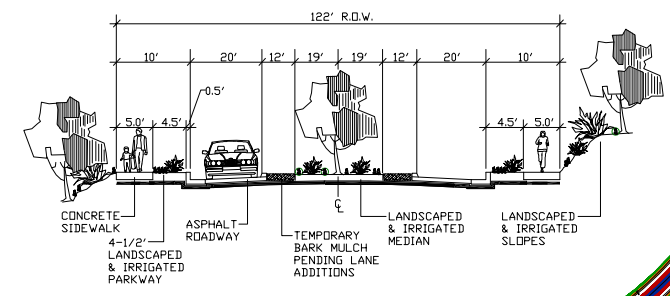 122' R.O.W.
10' 20' 12' 19' 19' 12' 20' 10'
0.5'
5.0' 4.5' 4.5' 5.0'
℄
CONCRETE
SIDEWALK
4-1/2'
LANDSCAPED
& IRRIGATED
PARKWAY
ASPHALT
ROADWAY
TEMPORARY
BARK MULCH
PENDING LANE
ADDITIONS
LANDSCAPED
& IRRIGATED
MEDIAN
LANDSCAPED
& IRRIGATED
SLOPES